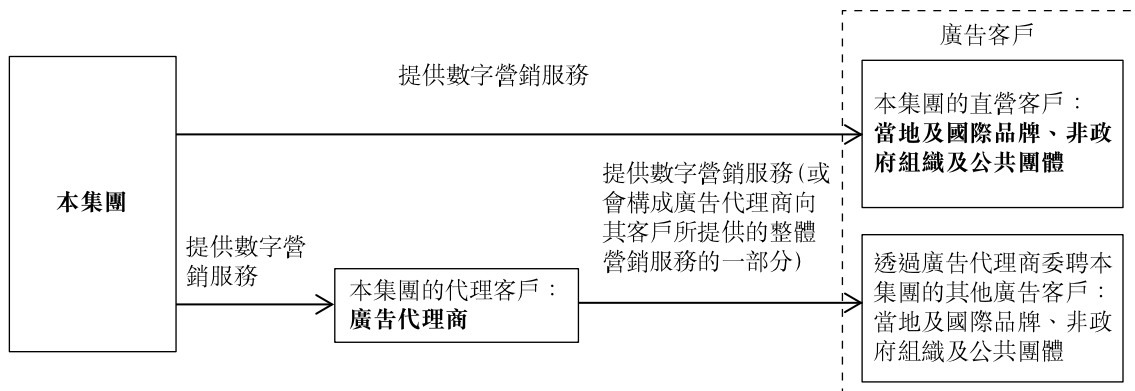 廣告客戶
提供數字營銷服務
本集團的直營客戶：
當地及國際品牌、非政
府組織及公共團體
本集團
提供數字營銷服務(或
會構成廣告代理商向
其客戶所提供的整體
營銷服務的一部分)
提供數字營
銷服務
本集團的代理客戶：
廣告代理商
透過廣告代理商委聘本
集團的其他廣告客戶：
當地及國際品牌、非政
府組織及公共團體